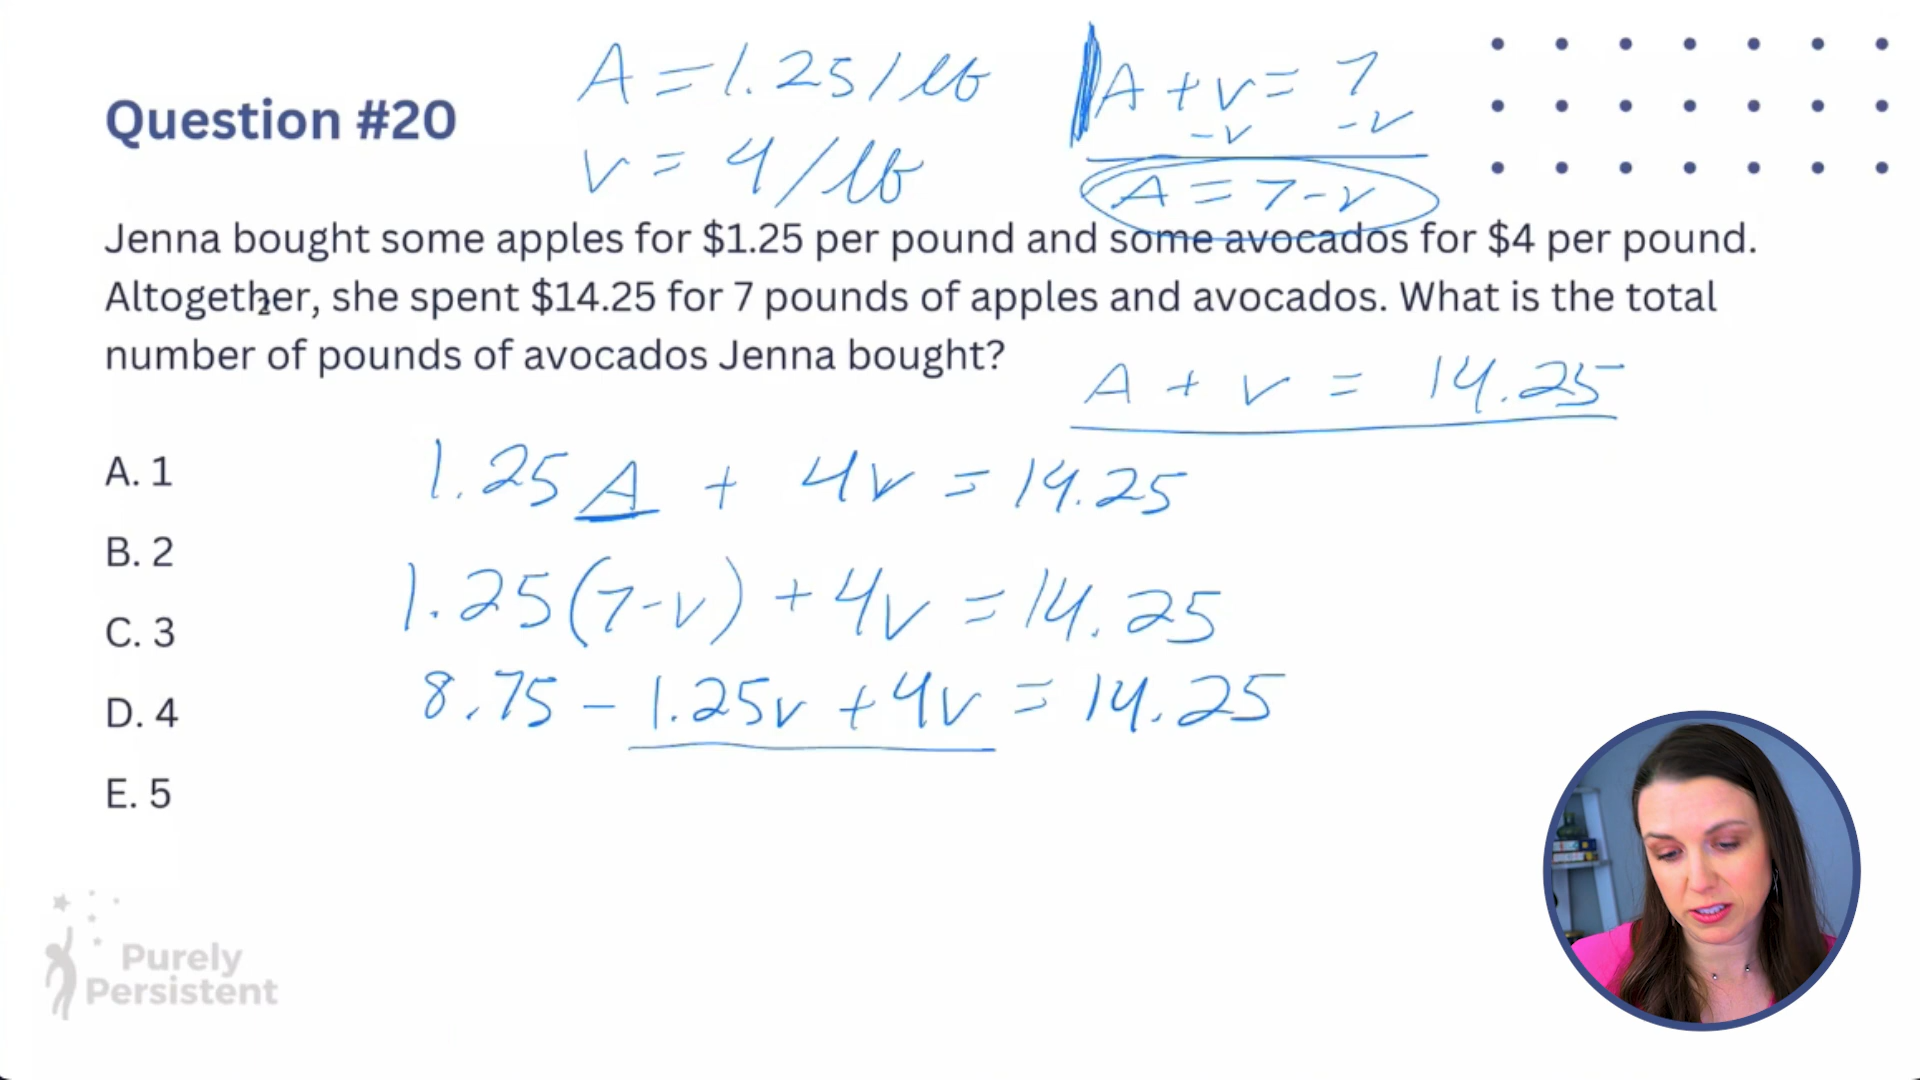 A = 1.25/lb
A + v = 7
Question #20
-v -v
v = 4/lb
A = 7-v
Jenna bought some apples for $1.25 per pound and some avocados for $4 per pound.
Altogether, she spent $14.25 for 7 pounds of apples and avocados. What is the total
number of pounds of avocados Jenna bought?
A + v = 14.25
A. 1
1.25A + 4v = 14.25
B. 2
1.25(7-v) + 4v = 14.25
C. 3
8.75 - 1.25v + 4v = 14.25
D. 4
E. 5
Purely
Persistent